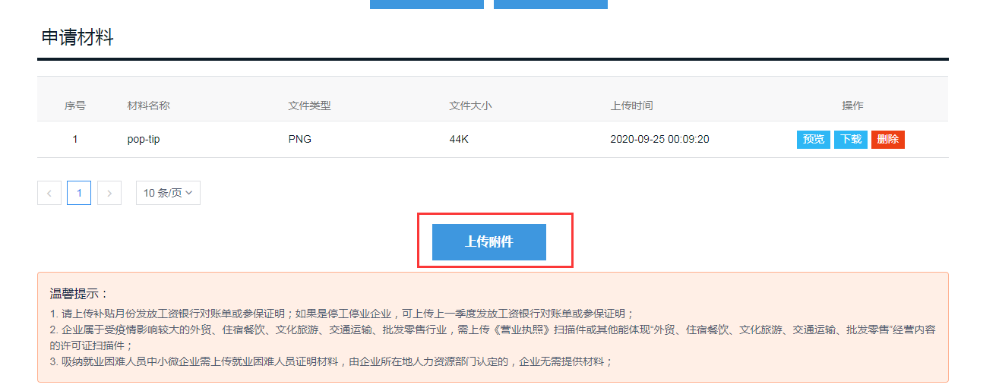 申请材料
序号 材料名称 文件类型 文件大小 上传时间 操作
1 pop-tip PNG 44K 2020-09-25 00:09:20 预览 下载 删除
< 1 > 10 条/页
上传附件
温馨提示：
1. 请上传补贴月份发放工资银行对账单或参保证明；如果是停工停业企业，可上传上一季度发放工资银行对账单或参保证明；
2. 企业属于受疫情影响较大的外贸、住宿餐饮、文化旅游、交通运输、批发零售行业，需上传《营业执照》扫描件或其他能体现“外贸、住宿餐饮、文化旅游、交通运输、批发零售”经营内容
的许可证扫描件；
3. 吸纳就业困难人员中小微企业需上传就业困难人员证明材料，由企业所在地人力资源部门认定的，企业无需提供材料；